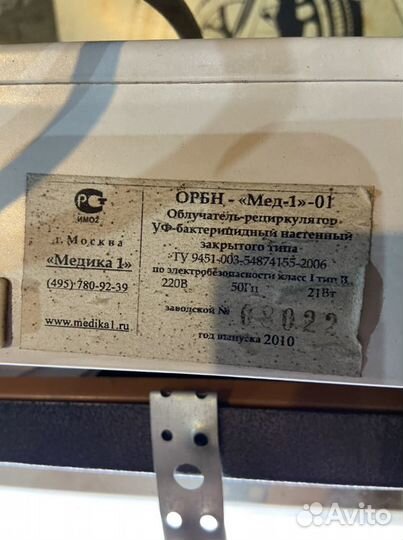 ИМО2
г. Москва
«Медика 1»
(495) 780-92-39
www.medika1.ru
ОРБН - «Мед-1»-01
Облучатель-рециркулятор
УФ-бактерицидный настенный
закрытого типа
ТУ 9451-003-54874155-2006
по электробезопасности класс I тип В
220В 50Гц 21Вт
заводской № 08022
год выпуска 2010
Avito